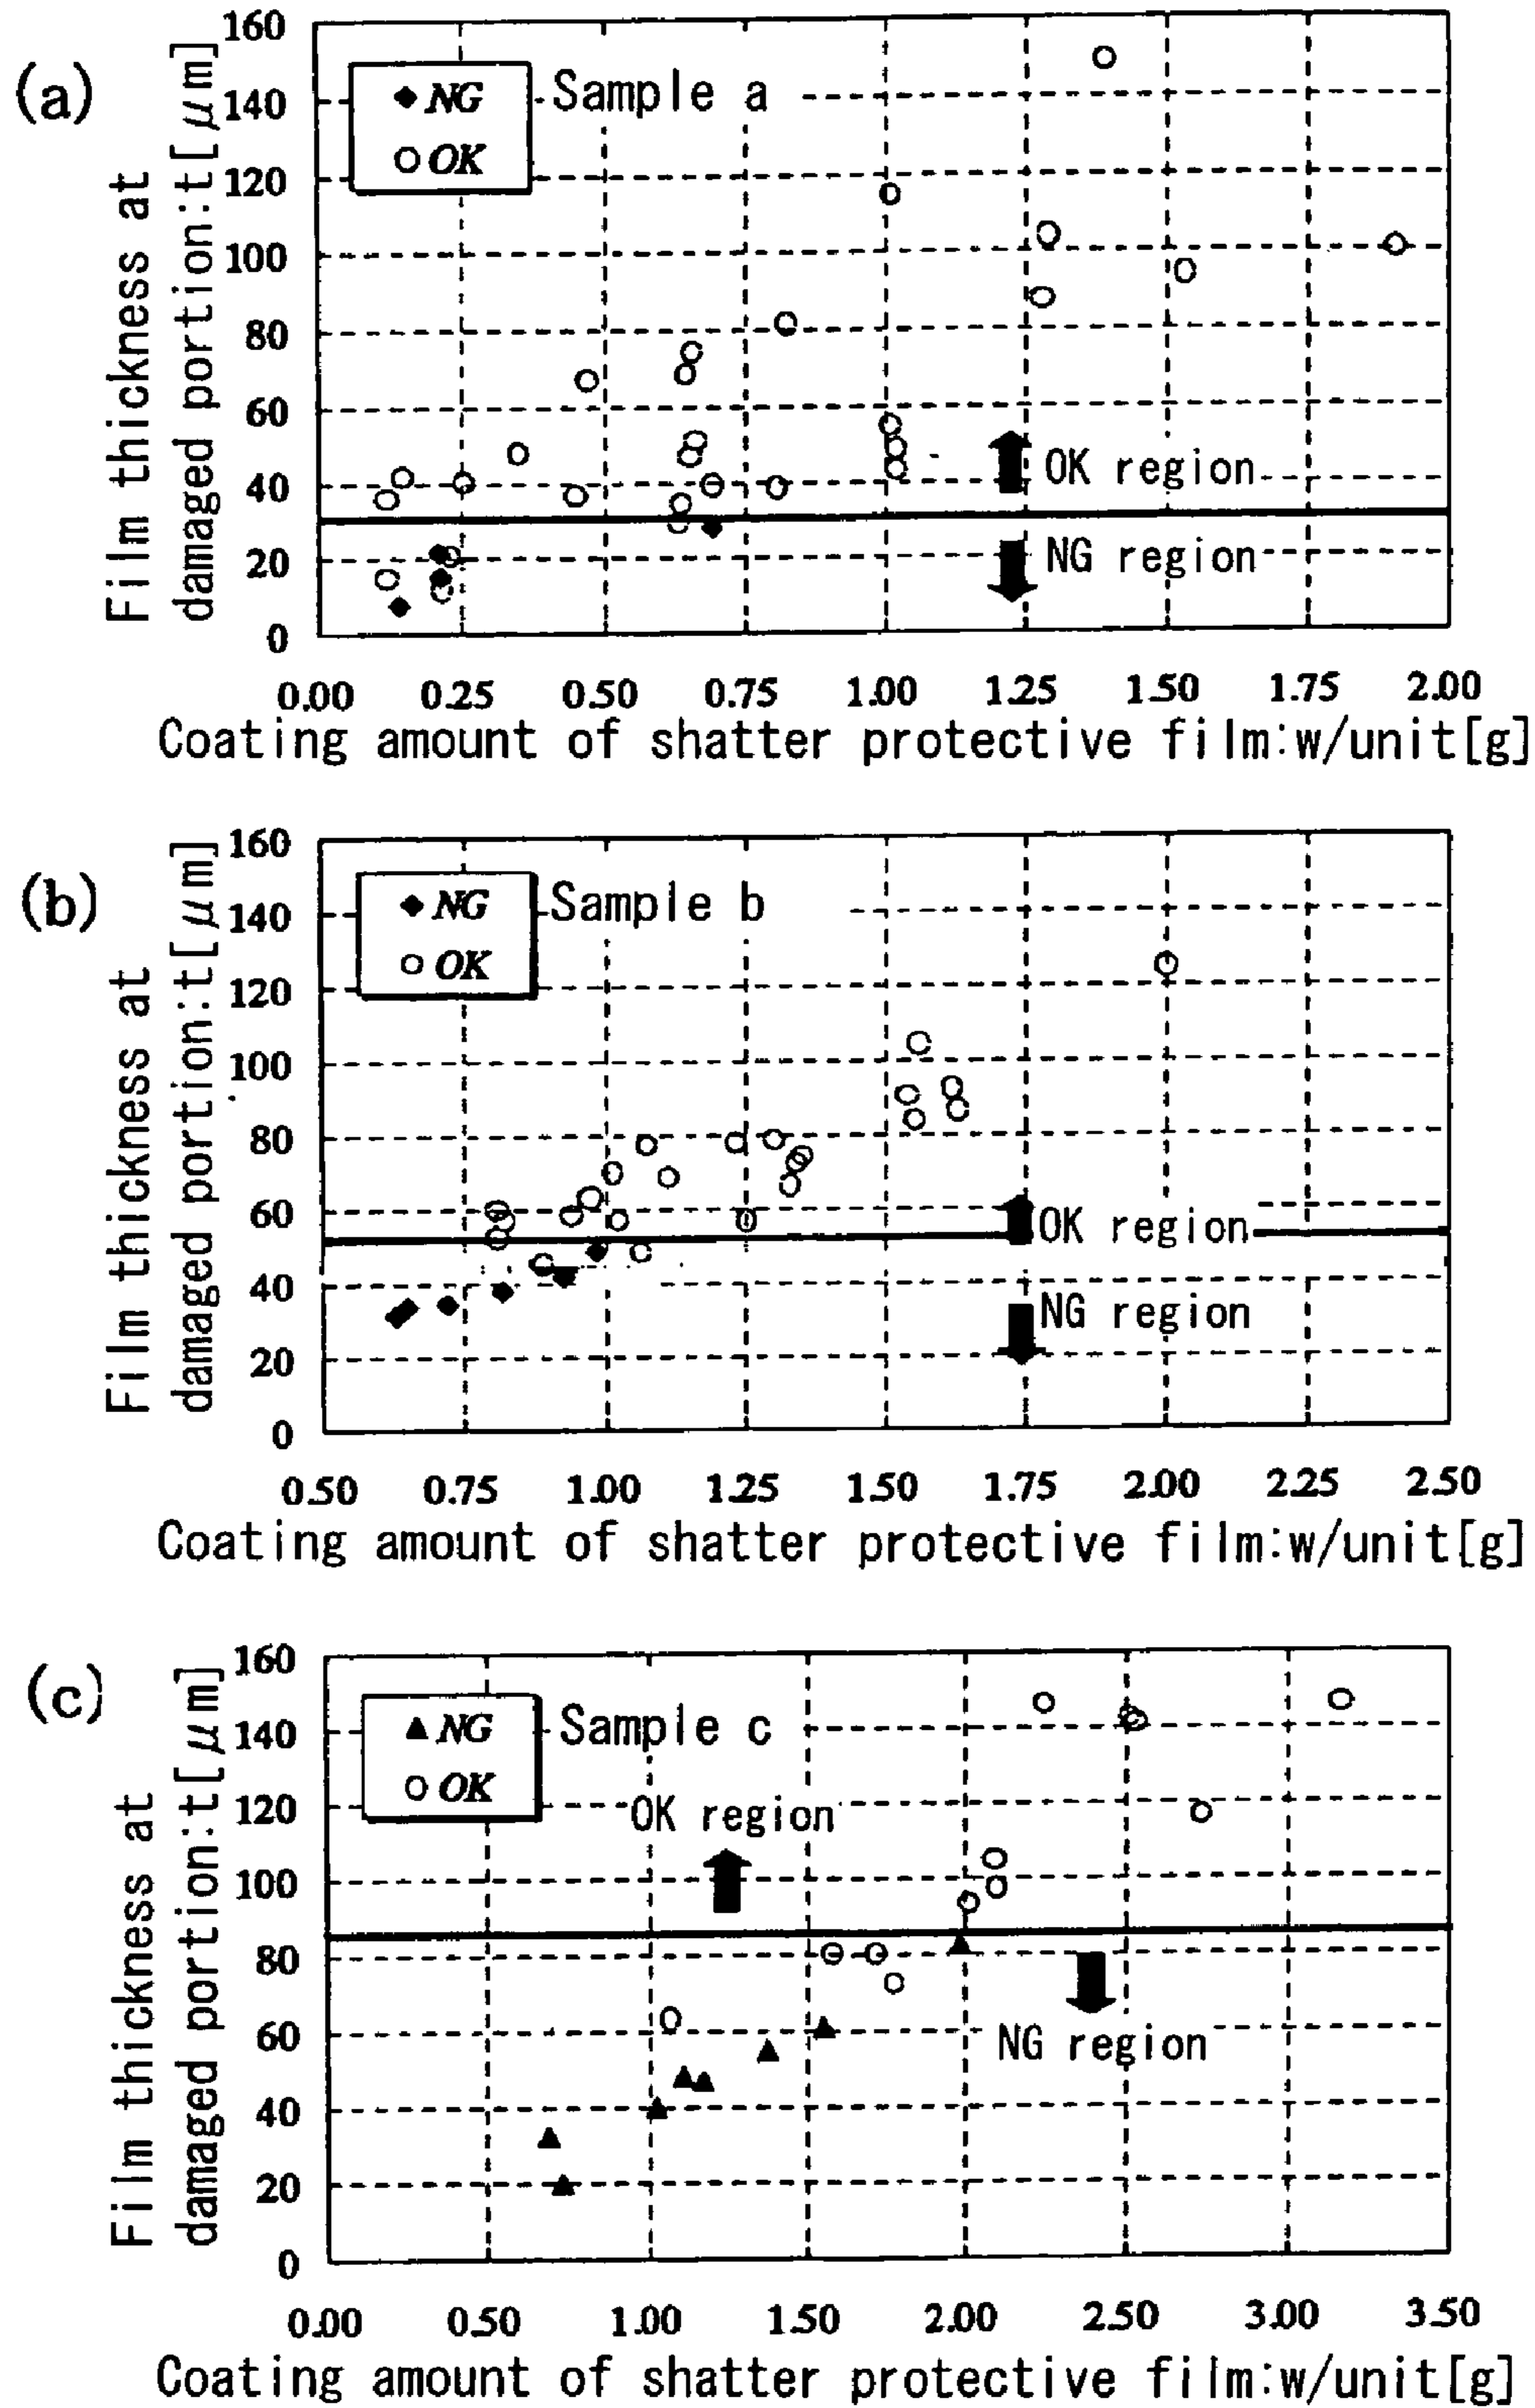 (a)
Film thickness at
damaged portion:t[μm]
160
140
120
100
80
60
40
20
0
NG
OK
Sample a
OK region
NG region
0.00 0.25 0.50 0.75 1.00 1.25 1.50 1.75 2.00
Coating amount of shatter protective film:w/unit[g]
(b)
Film thickness at
damaged portion:t[μm]
160
140
120
100
80
60
40
20
0
NG
OK
Sample b
OK region
NG region
0.50 0.75 1.00 1.25 1.50 1.75 2.00 2.25 2.50
Coating amount of shatter protective film:w/unit[g]
(c)
Film thickness at
damaged portion:t[μm]
160
140
120
100
80
60
40
20
0
NG
OK
Sample c
OK region
NG region
0.00 0.50 1.00 1.50 2.00 2.50 3.00 3.50
Coating amount of shatter protective film:w/unit[g]